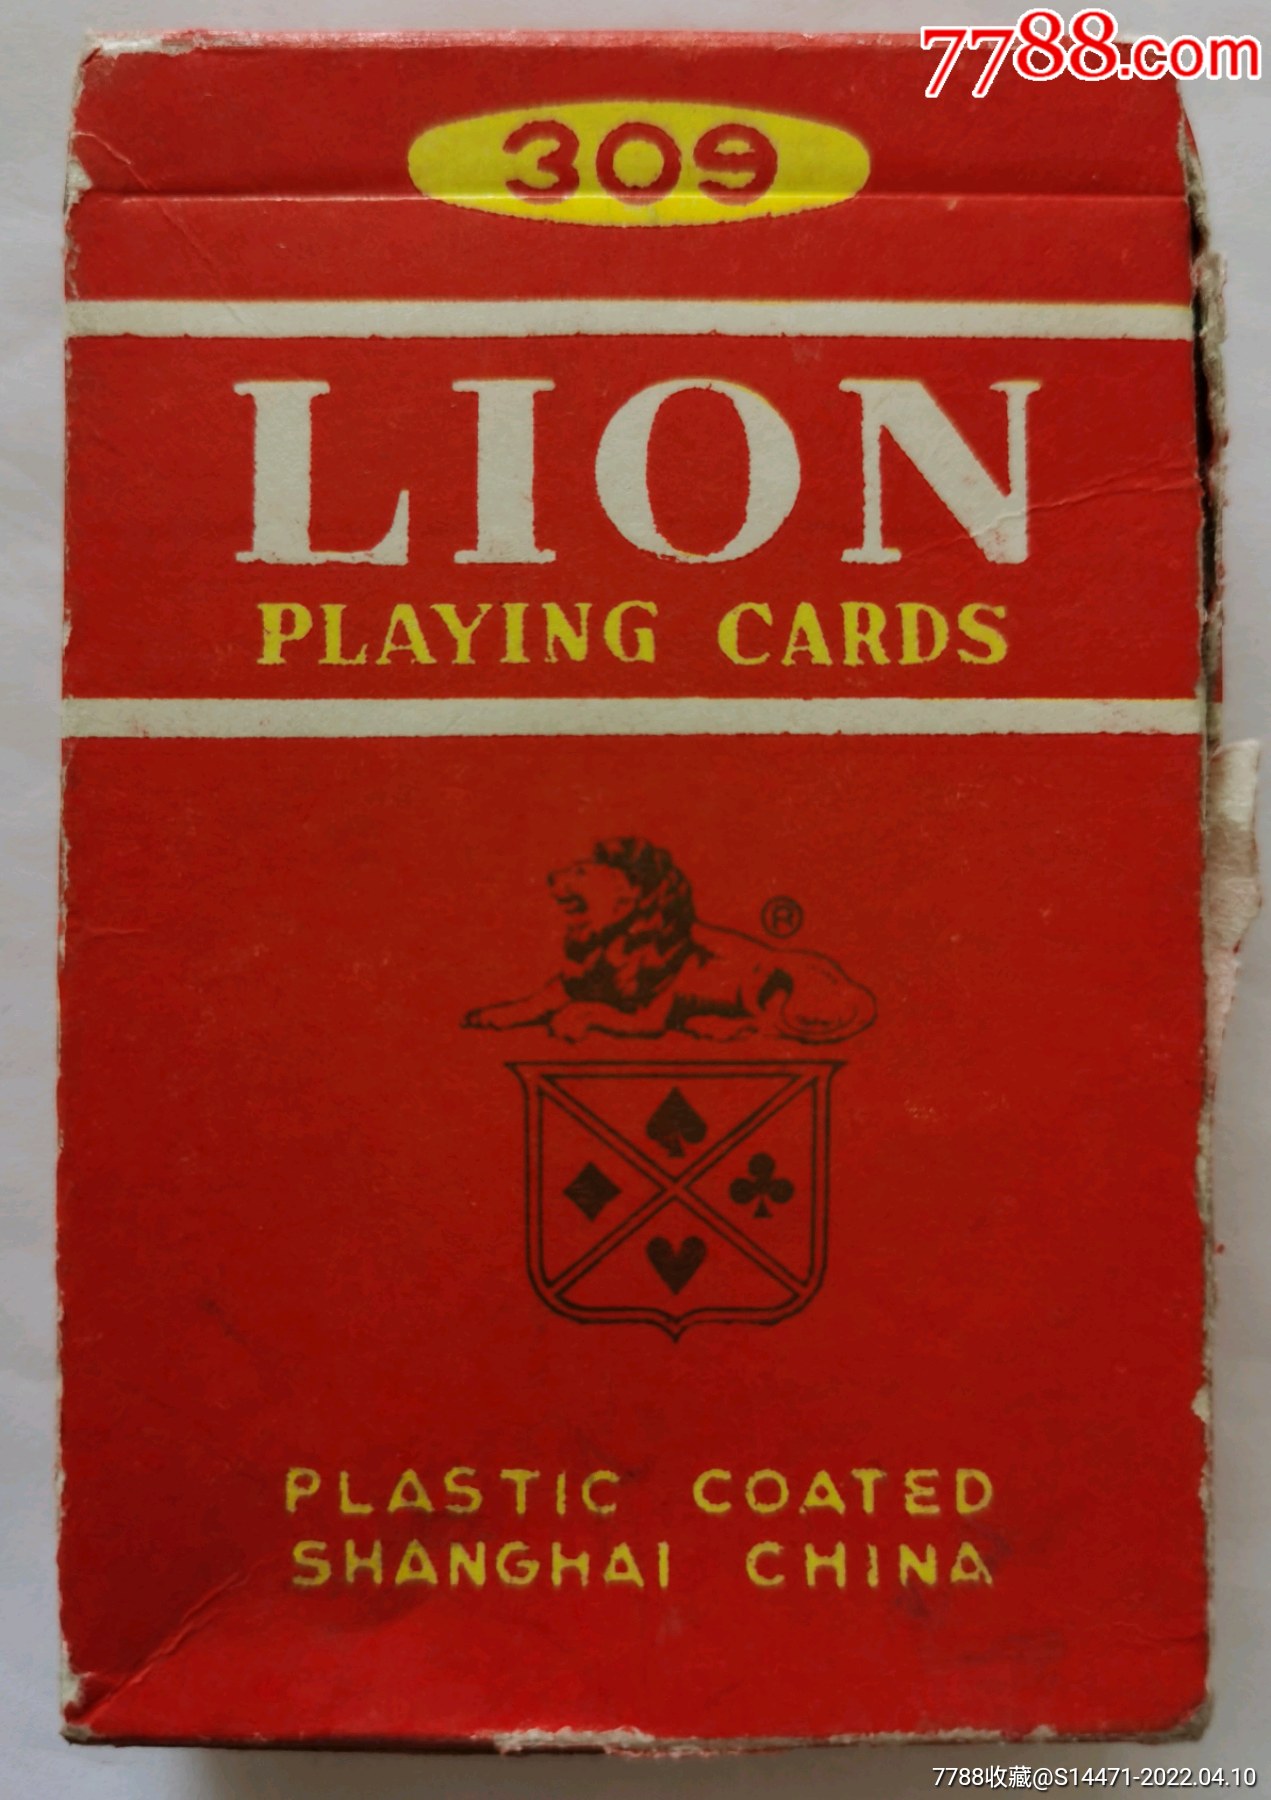 7788.com
309
LION
PLAYING CARDS
®
PLASTIC COATED
SHANGHAI CHINA
7788收藏@S14471-2022.04.10